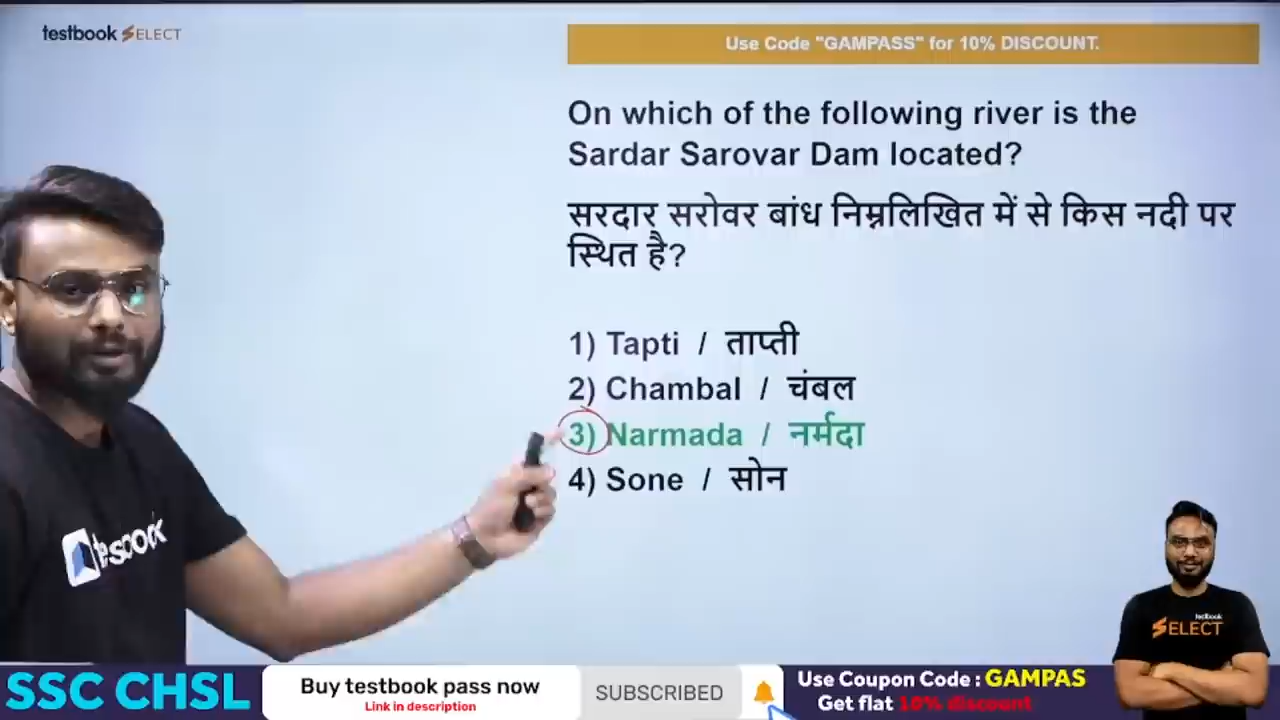 testbook SELECT
Use Code "GAMPASS" for 10% DISCOUNT.
On which of the following river is the
Sardar Sarovar Dam located?
सरदार सरोवर बांध निम्नलिखित में से किस नदी पर
स्थित है?
1) Tapti / ताप्ती
2) Chambal / चंबल
3) Narmada / नर्मदा
4) Sone / सोन
testbook
testbook
SELECT
SSC CHSL
Buy testbook pass now
Link in description
SUBSCRIBED
Use Coupon Code : GAMPAS
Get flat 10% discount